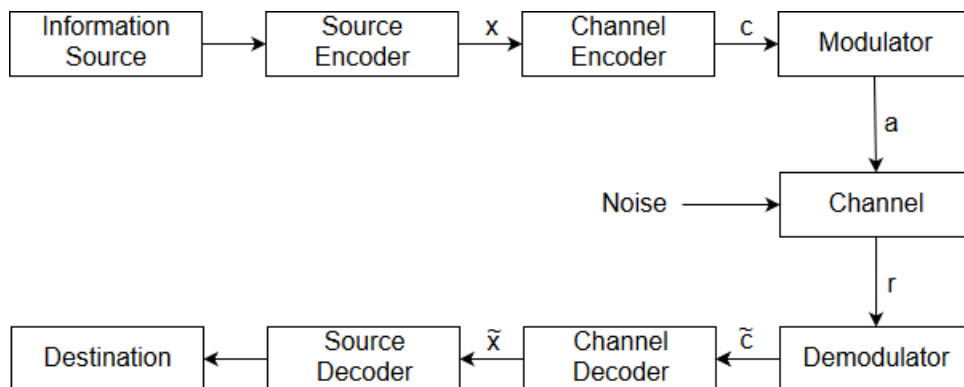 Information
Source
Source
Encoder
x
Channel
Encoder
c
Modulator
a
Noise
Channel
r
Destination
Source
Decoder
x̃
Channel
Decoder
c̃
Demodulator